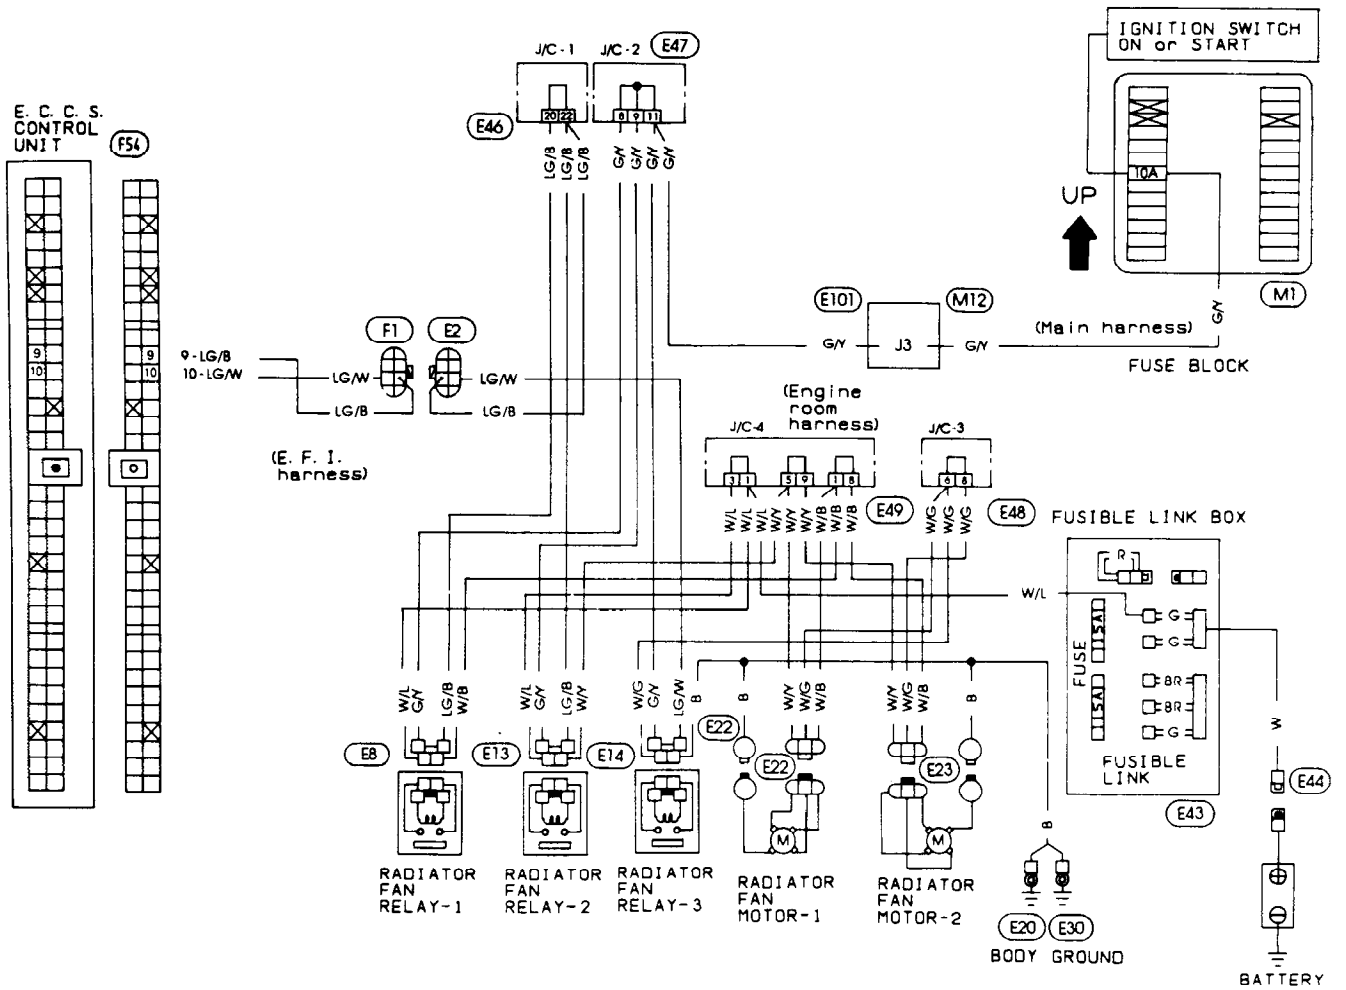 IGNITION SWITCH
ON or START
J/C-1
J/C-2
E47
E. C. C. S.
CONTROL
UNIT
F54
E46
20
22
8
9
11
LG/B
LG/B
LG/B
G/Y
G/Y
G/Y
G/Y
10A
UP
M1
E101
M12
G/Y
J3
G/Y
(Main harness)
G/Y
FUSE BLOCK
F1
E2
9
10
9
10
9-LG/B
10-LG/W
LG/W
LG/B
LG/W
LG/B
(E. F. I.
harness)
(Engine
room
harness)
J/C-4
J/C-3
3
1
5
9
1
8
6
8
W/L
W/L
W/L
W/Y
W/Y
W/Y
W/B
W/B
W/B
E49
W/G
W/G
W/G
E48
FUSIBLE LINK BOX
R
W/L
G
G
BR
BR
G
FUSE
15A
15A
FUSIBLE
LINK
E43
W
E44
W/L
G/Y
LG/B
W/B
W/L
G/Y
LG/B
W/Y
W/G
G/Y
LG/W
B
B
W/Y
W/G
W/B
W/Y
W/G
W/B
B
B
E8
E13
E14
E22
E22
E23
M
M
RADIATOR
FAN
RELAY-1
RADIATOR
FAN
RELAY-2
RADIATOR
FAN
RELAY-3
RADIATOR
FAN
MOTOR-1
RADIATOR
FAN
MOTOR-2
E20
E30
BODY GROUND
BATTERY